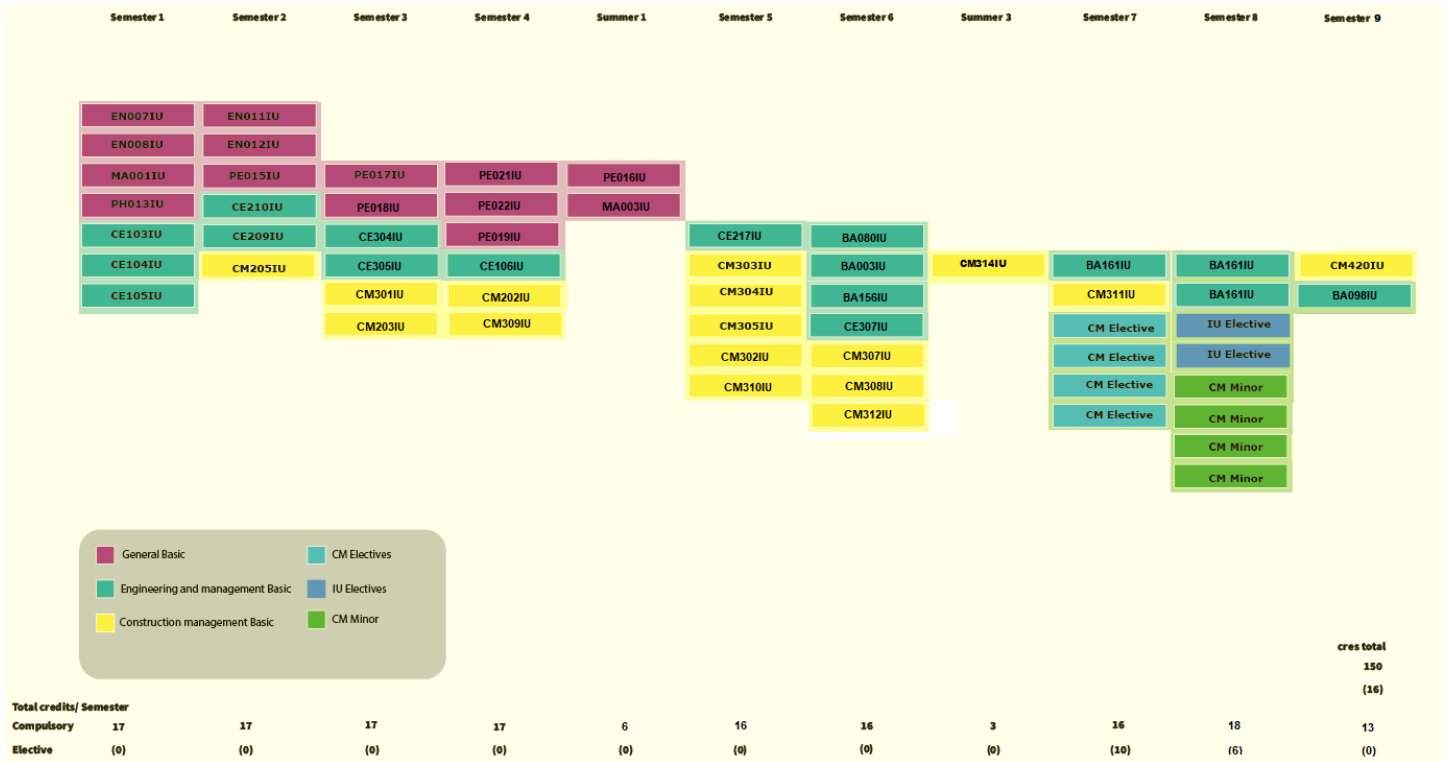 Semester 1 Semester 2 Semester 3 Semester 4 Summer 1 Semester 5 Semester 6 Summer 3 Semester 7 Semester 8 Semester 9
EN007IU EN011IU
EN008IU EN012IU
MA001IU PE015IU PE017IU PE021IU PE016IU
PH013IU CE210IU PE018IU PE022IU MA003IU
CE103IU CE209IU CE304IU PE019IU CE217IU BA080IU
CE104IU CM205IU CE305IU CE106IU CM303IU BA003IU CM314IU BA161IU BA161IU CM420IU
CE105IU CM301IU CM202IU CM304IU BA156IU CM311IU BA161IU BA098IU
CM203IU CM309IU CM305IU CE307IU CM Elective IU Elective
CM302IU CM307IU CM Elective IU Elective
CM310IU CM308IU CM Elective CM Minor
CM312IU CM Elective CM Minor
CM Minor
CM Minor
General Basic CM Electives
Engineering and management Basic IU Electives
Construction management Basic CM Minor
cres total
150
(16)
Total credits/ Semester
Compulsory 17 17 17 17 6 16 16 3 16 18 13
Elective (0) (0) (0) (0) (0) (0) (0) (0) (10) (6) (0)